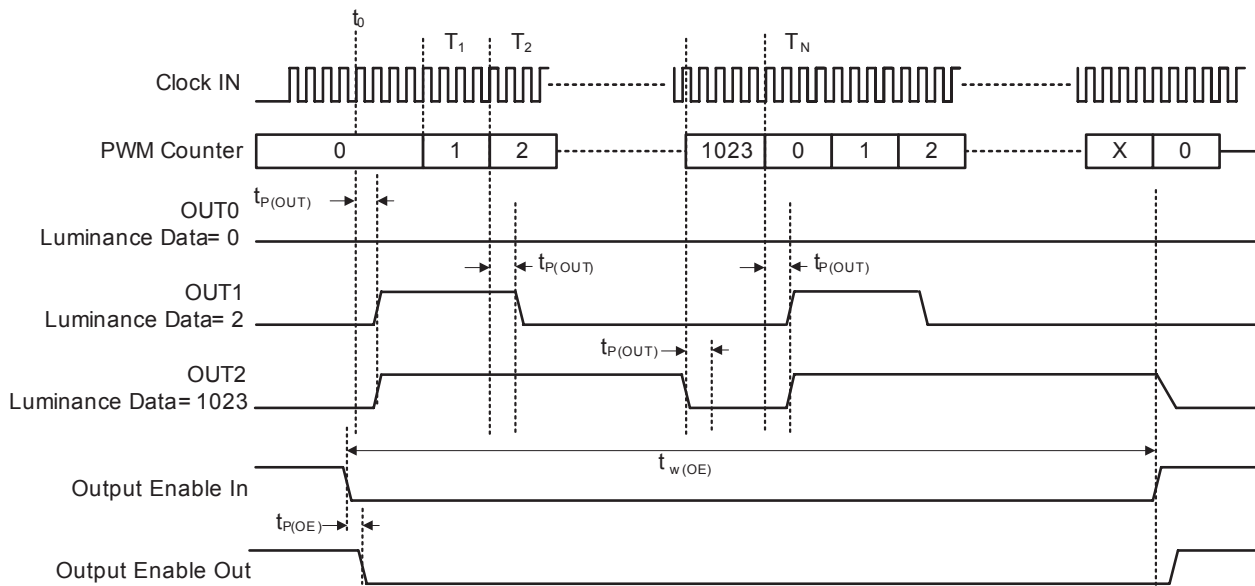 t0
T1 T2 TN
Clock IN
PWM Counter 0 1 2 1023 0 1 2 X 0
tP(OUT)
OUT0
Luminance Data= 0
tP(OUT) tP(OUT)
OUT1
Luminance Data= 2
tP(OUT)
OUT2
Luminance Data= 1023
t w(OE)
Output Enable In
tP(OE)
Output Enable Out